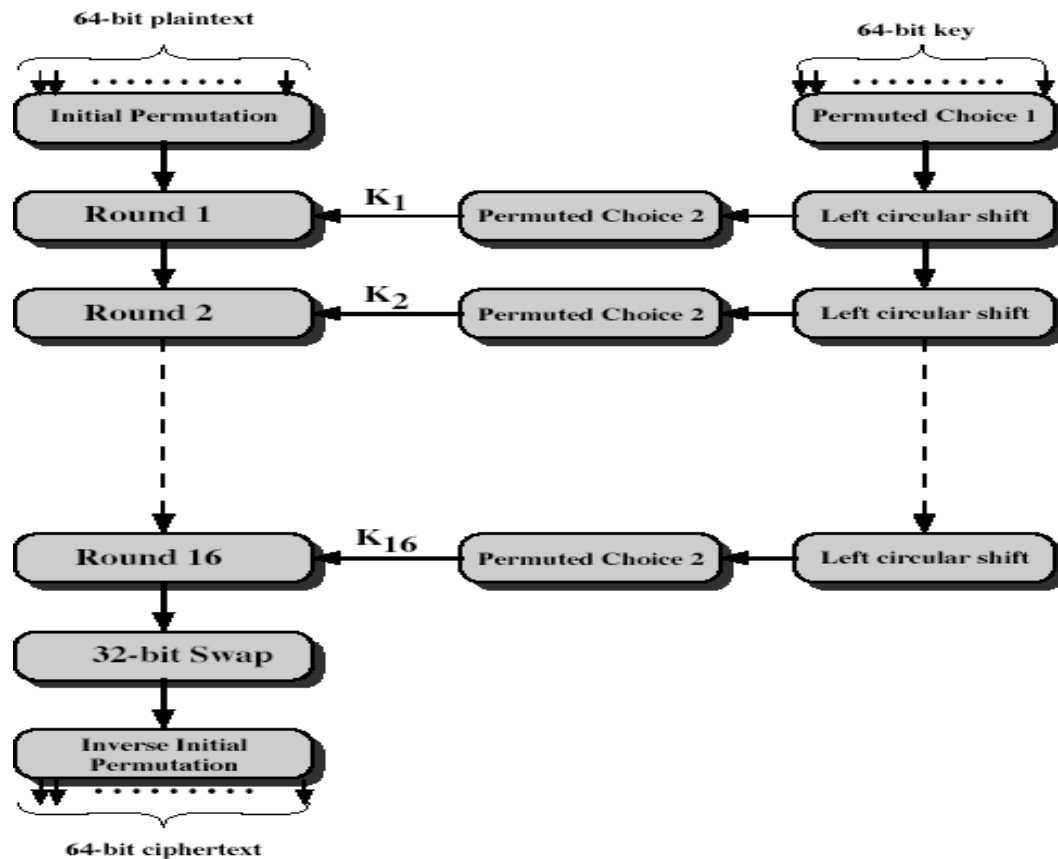 64-bit plaintext
64-bit key
Initial Permutation
Permuted Choice 1
Round 1
K1
Permuted Choice 2
Left circular shift
Round 2
K2
Permuted Choice 2
Left circular shift
Round 16
K16
Permuted Choice 2
Left circular shift
32-bit Swap
Inverse Initial
Permutation
64-bit ciphertext